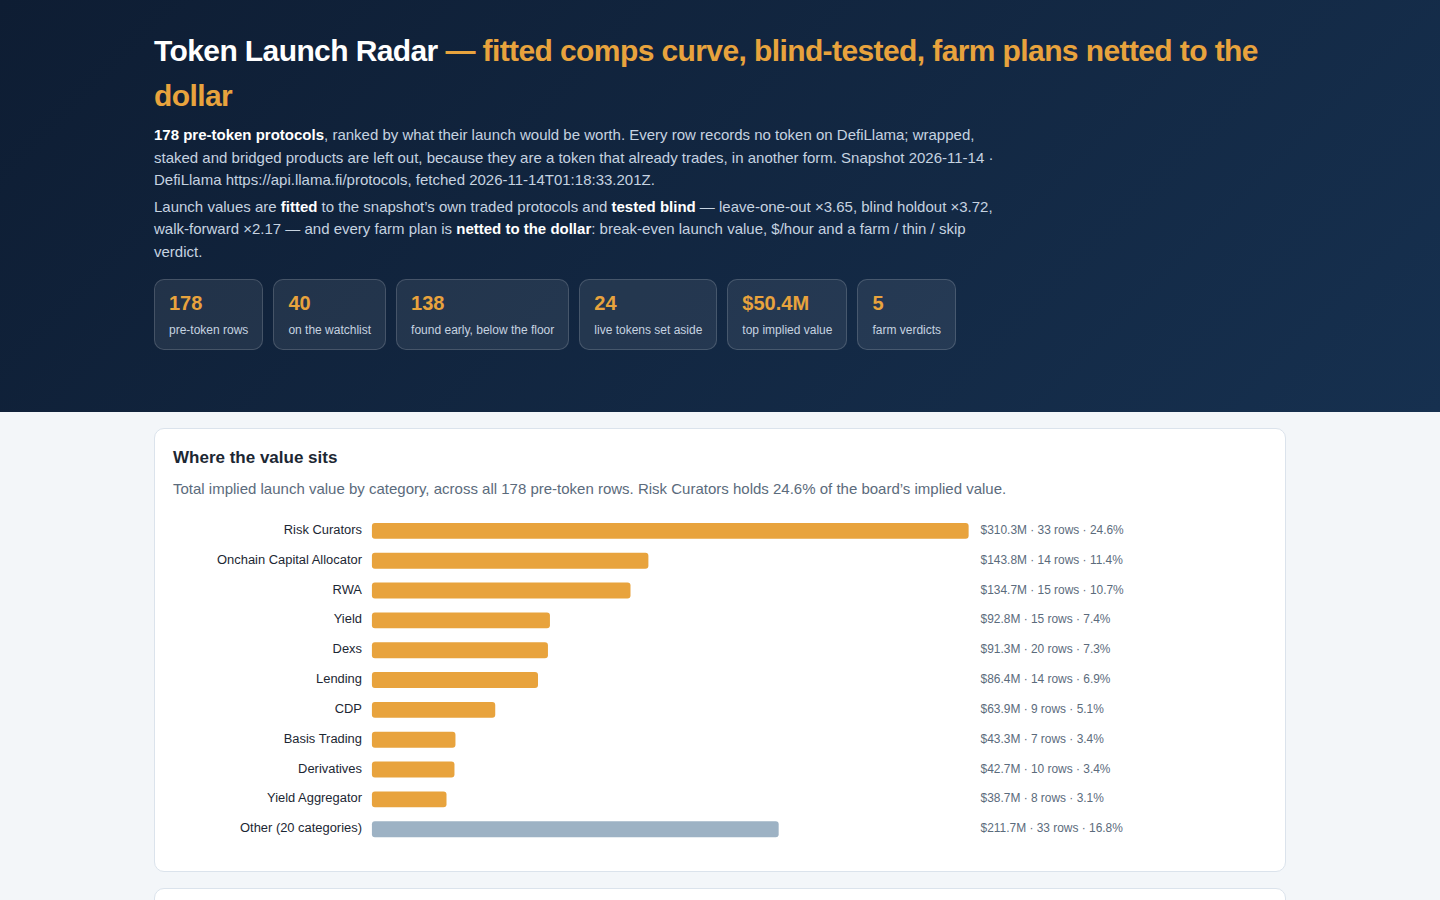 Token Launch Radar — fitted comps curve, blind-tested, farm plans netted to the
dollar
178 pre-token protocols, ranked by what their launch would be worth. Every row records no token on DefiLlama; wrapped,
staked and bridged products are left out, because they are a token that already trades, in another form. Snapshot 2026-11-14 ·
DefiLlama https://api.llama.fi/protocols, fetched 2026-11-14T01:18:33.201Z.
Launch values are fitted to the snapshot's own traded protocols and tested blind — leave-one-out ×3.65, blind holdout ×3.72,
walk-forward ×2.17 — and every farm plan is netted to the dollar: break-even launch value, $/hour and a farm / thin / skip
verdict.
178
pre-token rows
40
on the watchlist
138
found early, below the floor
24
live tokens set aside
$50.4M
top implied value
5
farm verdicts
Where the value sits
Total implied launch value by category, across all 178 pre-token rows. Risk Curators holds 24.6% of the board's implied value.
Risk Curators $310.3M · 33 rows · 24.6%
Onchain Capital Allocator $143.8M · 14 rows · 11.4%
RWA $134.7M · 15 rows · 10.7%
Yield $92.8M · 15 rows · 7.4%
Dexs $91.3M · 20 rows · 7.3%
Lending $86.4M · 14 rows · 6.9%
CDP $63.9M · 9 rows · 5.1%
Basis Trading $43.3M · 7 rows · 3.4%
Derivatives $42.7M · 10 rows · 3.4%
Yield Aggregator $38.7M · 8 rows · 3.1%
Other (20 categories) $211.7M · 33 rows · 16.8%